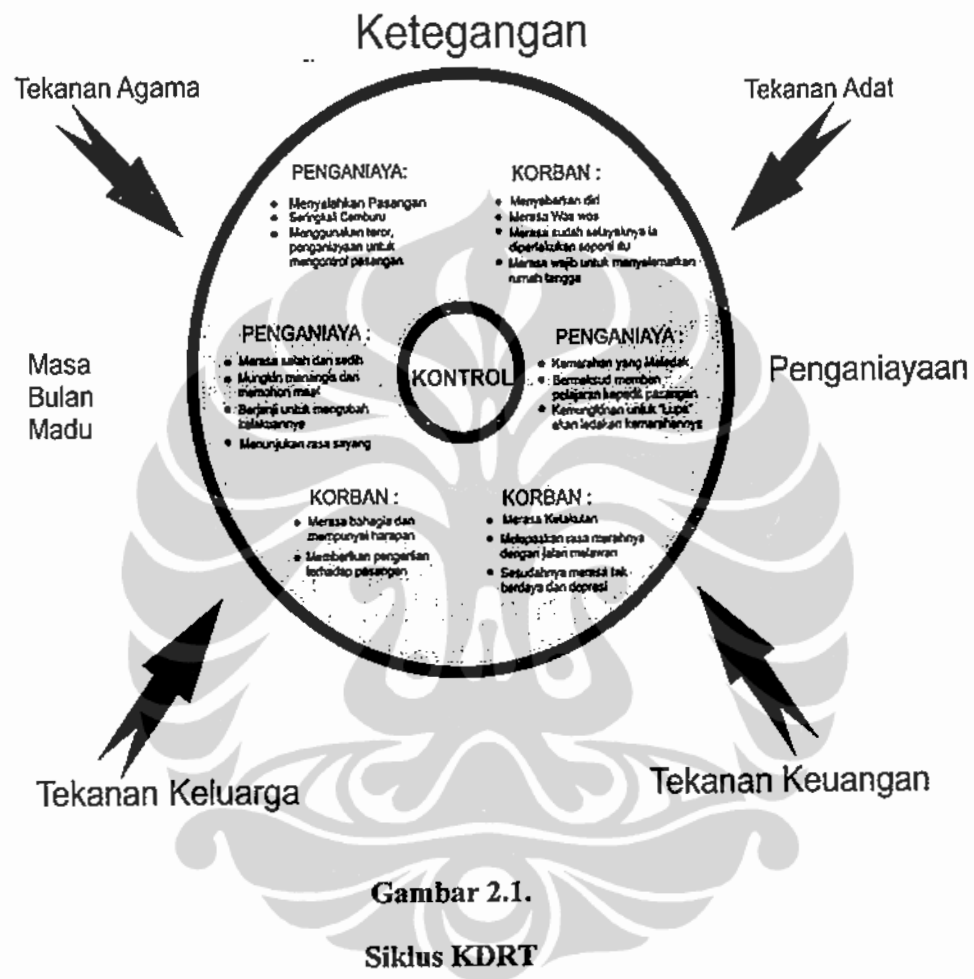 Ketegangan
Tekanan Agama
Tekanan Adat
PENGANIAYA:
• Menyalahkan Pasangan
• Seringkali Cemburu
• Menggunakan teror,
penganiayaan untuk
mengontrol pasangan
KORBAN :
• Menyabarkan diri
• Merasa Was was
• Merasa sudah selayaknya ia
diperlakukan seperti itu
• Merasa wajib untuk menyelamatkan
rumah tangga
Masa
Bulan
Madu
PENGANIAYA :
• Merasa salah dan sedih
• Mungkin menangis dan
memohon maaf
• Berjanji untuk mengubah
kelakuannya
• Menunjukan rasa sayang
KONTROL
PENGANIAYA :
• Kemarahan yang Meledak
• Bermaksud memberi
pelajaran kepada pasangan
• Kemungkinan untuk "Lupa"
akan ledakan kemarahannya
Penganiayaan
KORBAN :
• Merasa bahagia dan
mempunyai harapan
• Memberikan pengertian
terhadap pasangan
KORBAN :
• Merasa Ketakutan
• Melepaskan rasa marahnya
dengan jalan melawan
• Sesudahnya merasa tak
berdaya dan depresi
Tekanan Keluarga
Tekanan Keuangan
Gambar 2.1.
Siklus KDRT